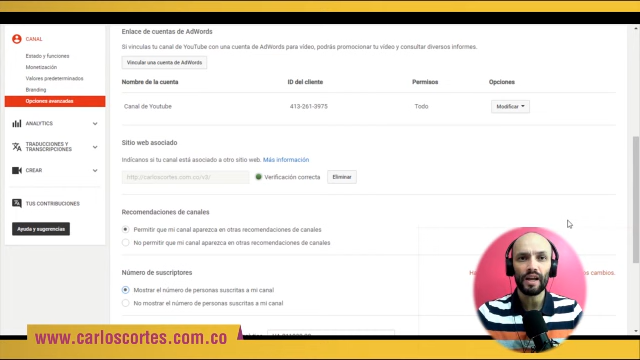 CANAL
Estado y funciones
Monetización
Valores predeterminados
Branding
Opciones avanzadas
ANALYTICS
TRADUCCIONES Y
TRANSCRIPCIONES
CREAR
TUS CONTRIBUCIONES
Ayuda y sugerencias
Enlace de cuentas de AdWords
Si vinculas tu canal de YouTube con una cuenta de AdWords para vídeo, podrás promocionar tu vídeo y consultar diversos informes.
Vincular una cuenta de AdWords
Nombre de la cuenta ID del cliente Permisos Opciones
Canal de Youtube 413-261-3975 Todo Modificar
Sitio web asociado
Indícanos si tu canal está asociado a otro sitio web. Más información
http://carloscortes.com.co/v3/ Verificación correcta Eliminar
Recomendaciones de canales
Permitir que mi canal aparezca en otras recomendaciones de canales
No permitir que mi canal aparezca en otras recomendaciones de canales
Número de suscriptores
cambios.
Mostrar el número de personas suscritas a mi canal
No mostrar el número de personas suscritas a mi canal
www.carloscortes.com.co